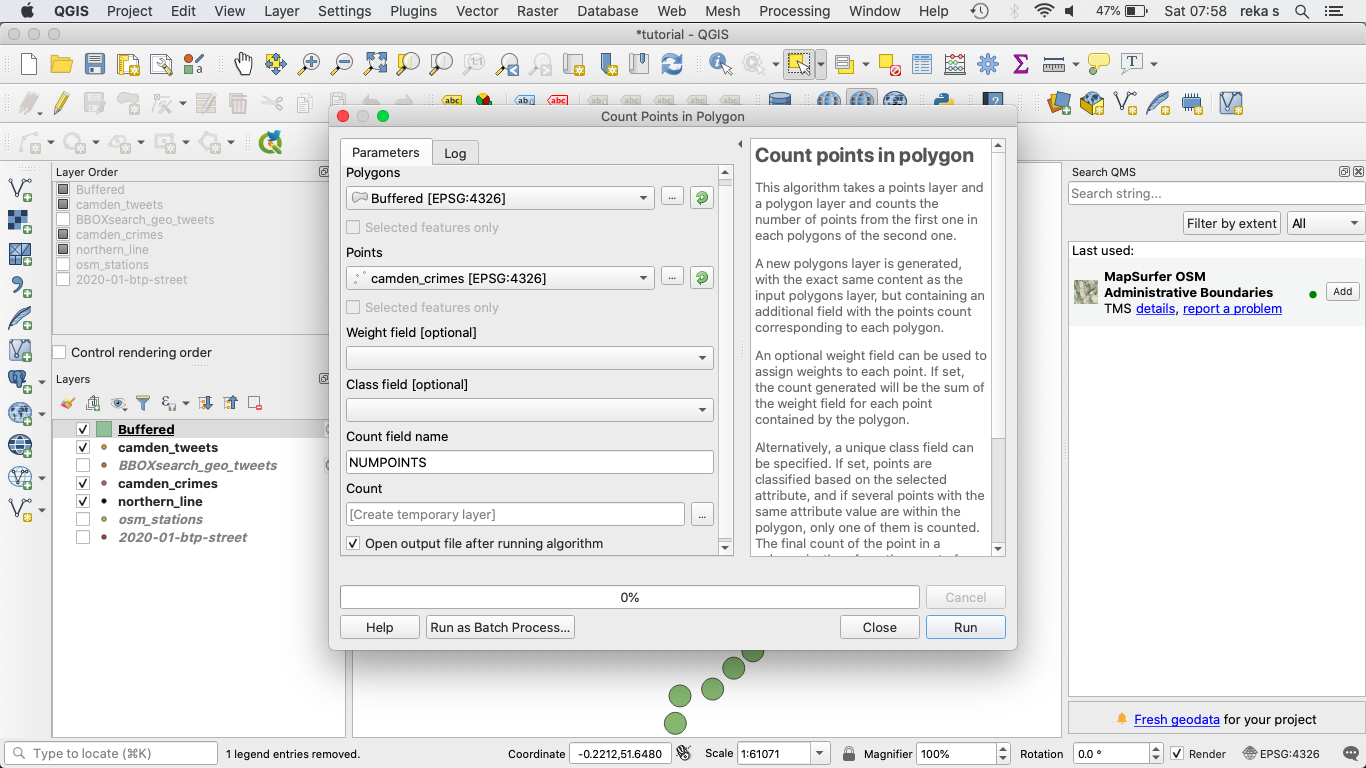 QGIS Project Edit View Layer Settings Plugins Vector Raster Database Web Mesh Processing Window Help 47% Sat 07:58 reka s
*tutorial - QGIS
Layer Order
Buffered
camden_tweets
BBOXsearch_geo_tweets
camden_crimes
northern_line
osm_stations
2020-01-btp-street
Control rendering order
Layers
Buffered
camden_tweets
BBOXsearch_geo_tweets
camden_crimes
northern_line
osm_stations
2020-01-btp-street
Count Points in Polygon
Parameters Log
Polygons
Buffered [EPSG:4326]
...
Selected features only
Points
camden_crimes [EPSG:4326]
...
Selected features only
Weight field [optional]
Class field [optional]
Count field name
NUMPOINTS
Count
[Create temporary layer]
...
Open output file after running algorithm
Count points in polygon
This algorithm takes a points layer and
a polygon layer and counts the
number of points from the first one in
each polygons of the second one.
A new polygons layer is generated,
with the exact same content as the
input polygons layer, but containing an
additional field with the points count
corresponding to each polygon.
An optional weight field can be used to
assign weights to each point. If set,
the count generated will be the sum of
the weight field for each point
contained by the polygon.
Alternatively, a unique class field can
be specified. If set, points are
classified based on the selected
attribute, and if several points with the
same attribute value are within the
polygon, only one of them is counted.
The final count of the point in a
0%
Cancel
Help Run as Batch Process... Close Run
Search QMS
Search string...
Filter by extent All
Last used:
MapSurfer OSM
Administrative Boundaries
TMS details, report a problem
Add
Fresh geodata for your project
Type to locate (⌘K) 1 legend entries removed. Coordinate -0.2212,51.6480 Scale 1:61071 Magnifier 100% Rotation 0.0 ° Render EPSG:4326